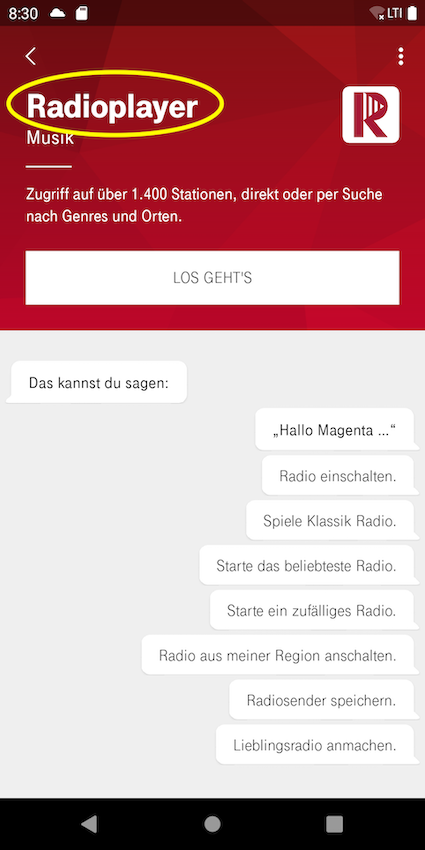 8:30 LTE
Radioplayer
Musik
Zugriff auf über 1.400 Stationen, direkt oder per Suche
nach Genres und Orten.
LOS GEHT'S
Das kannst du sagen:
„Hallo Magenta ...“
Radio einschalten.
Spiele Klassik Radio.
Starte das beliebteste Radio.
Starte ein zufälliges Radio.
Radio aus meiner Region anschalten.
Radiosender speichern.
Lieblingsradio anmachen.